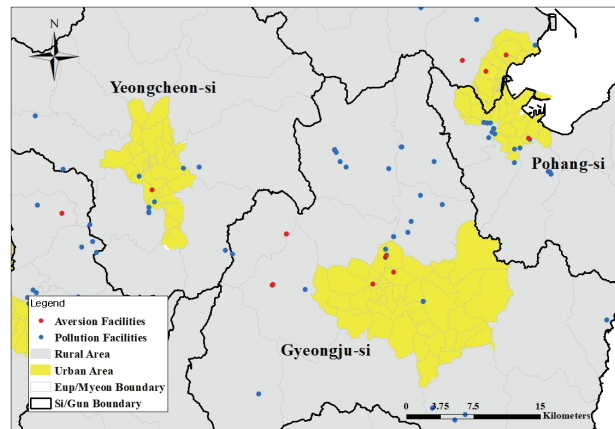 N
Yeongcheon-si
Pohang-si
Gyeongju-si
Legend
Aversion Facilities
Pollution Facilities
Rural Area
Urban Area
Eup/Myeon Boundary
Si/Gun Boundary
0 3.75 7.5 15
Kilometers